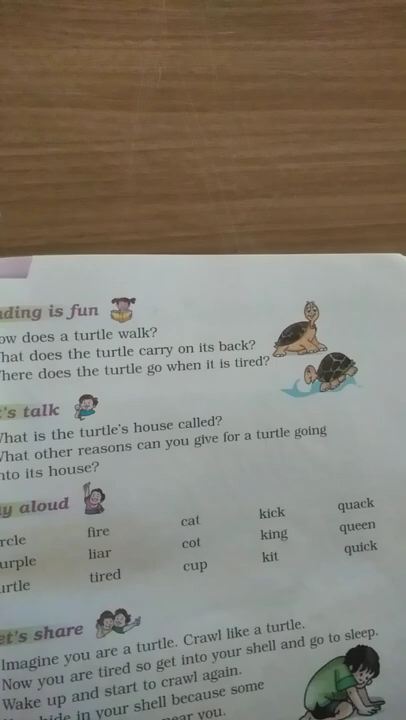 ding is fun
ow does a turtle walk?
hat does the turtle carry on its back?
here does the turtle go when it is tired?
's talk
What is the turtle's house called?
What other reasons can you give for a turtle going
nto its house?
y aloud
rcle fire cat kick quack
urple liar cot king queen
urtle tired cup kit quick
et's share
Imagine you are a turtle. Crawl like a turtle.
Now you are tired so get into your shell and go to sleep.
Wake up and start to crawl again.
hide in your shell because some
near you.